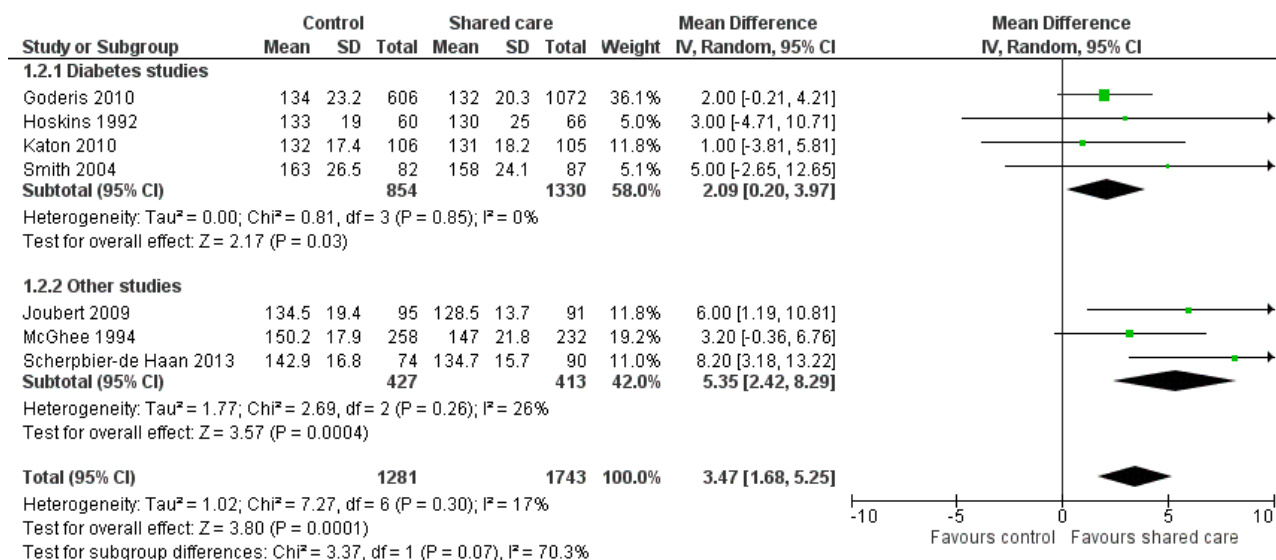 Control Shared care Mean Difference Mean Difference
Study or Subgroup Mean SD Total Mean SD Total Weight IV, Random, 95% CI IV, Random, 95% CI
1.2.1 Diabetes studies
Goderis 2010 134 23.2 606 132 20.3 1072 36.1% 2.00 [-0.21, 4.21]
Hoskins 1992 133 19 60 130 25 66 5.0% 3.00 [-4.71, 10.71]
Katon 2010 132 17.4 106 131 18.2 105 11.8% 1.00 [-3.81, 5.81]
Smith 2004 163 26.5 82 158 24.1 87 5.1% 5.00 [-2.65, 12.65]
Subtotal (95% CI) 854 1330 58.0% 2.09 [0.20, 3.97]
Heterogeneity: Tau² = 0.00; Chi² = 0.81, df = 3 (P = 0.85); I² = 0%
Test for overall effect: Z = 2.17 (P = 0.03)
1.2.2 Other studies
Joubert 2009 134.5 19.4 95 128.5 13.7 91 11.8% 6.00 [1.19, 10.81]
McGhee 1994 150.2 17.9 258 147 21.8 232 19.2% 3.20 [-0.36, 6.76]
Scherpbier-de Haan 2013 142.9 16.8 74 134.7 15.7 90 11.0% 8.20 [3.18, 13.22]
Subtotal (95% CI) 427 413 42.0% 5.35 [2.42, 8.29]
Heterogeneity: Tau² = 1.77; Chi² = 2.69, df = 2 (P = 0.26); I² = 26%
Test for overall effect: Z = 3.57 (P = 0.0004)
Total (95% CI) 1281 1743 100.0% 3.47 [1.68, 5.25]
Heterogeneity: Tau² = 1.02; Chi² = 7.27, df = 6 (P = 0.30); I² = 17%
Test for overall effect: Z = 3.80 (P = 0.0001)
Test for subgroup differences: Chi² = 3.37, df = 1 (P = 0.07), I² = 70.3%
-10 -5 0 5 10
Favours control Favours shared care